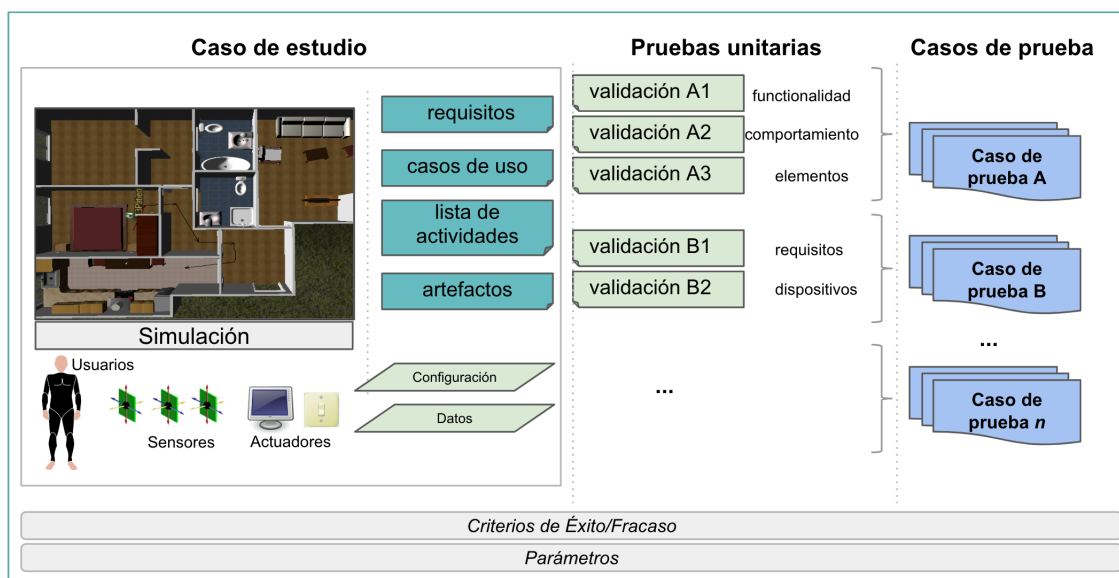 Caso de estudio
Pruebas unitarias
Casos de prueba
requisitos
casos de uso
lista de
actividades
artefactos
Simulación
Usuarios
Sensores
Actuadores
Configuración
Datos
validación A1
functionalidad
validación A2
comportamiento
validación A3
elementos
validación B1
requisitos
validación B2
dispositivos
...
Caso de
prueba A
Caso de
prueba B
...
Caso de
prueba n
Criterios de Éxito/Fracaso
Parámetros